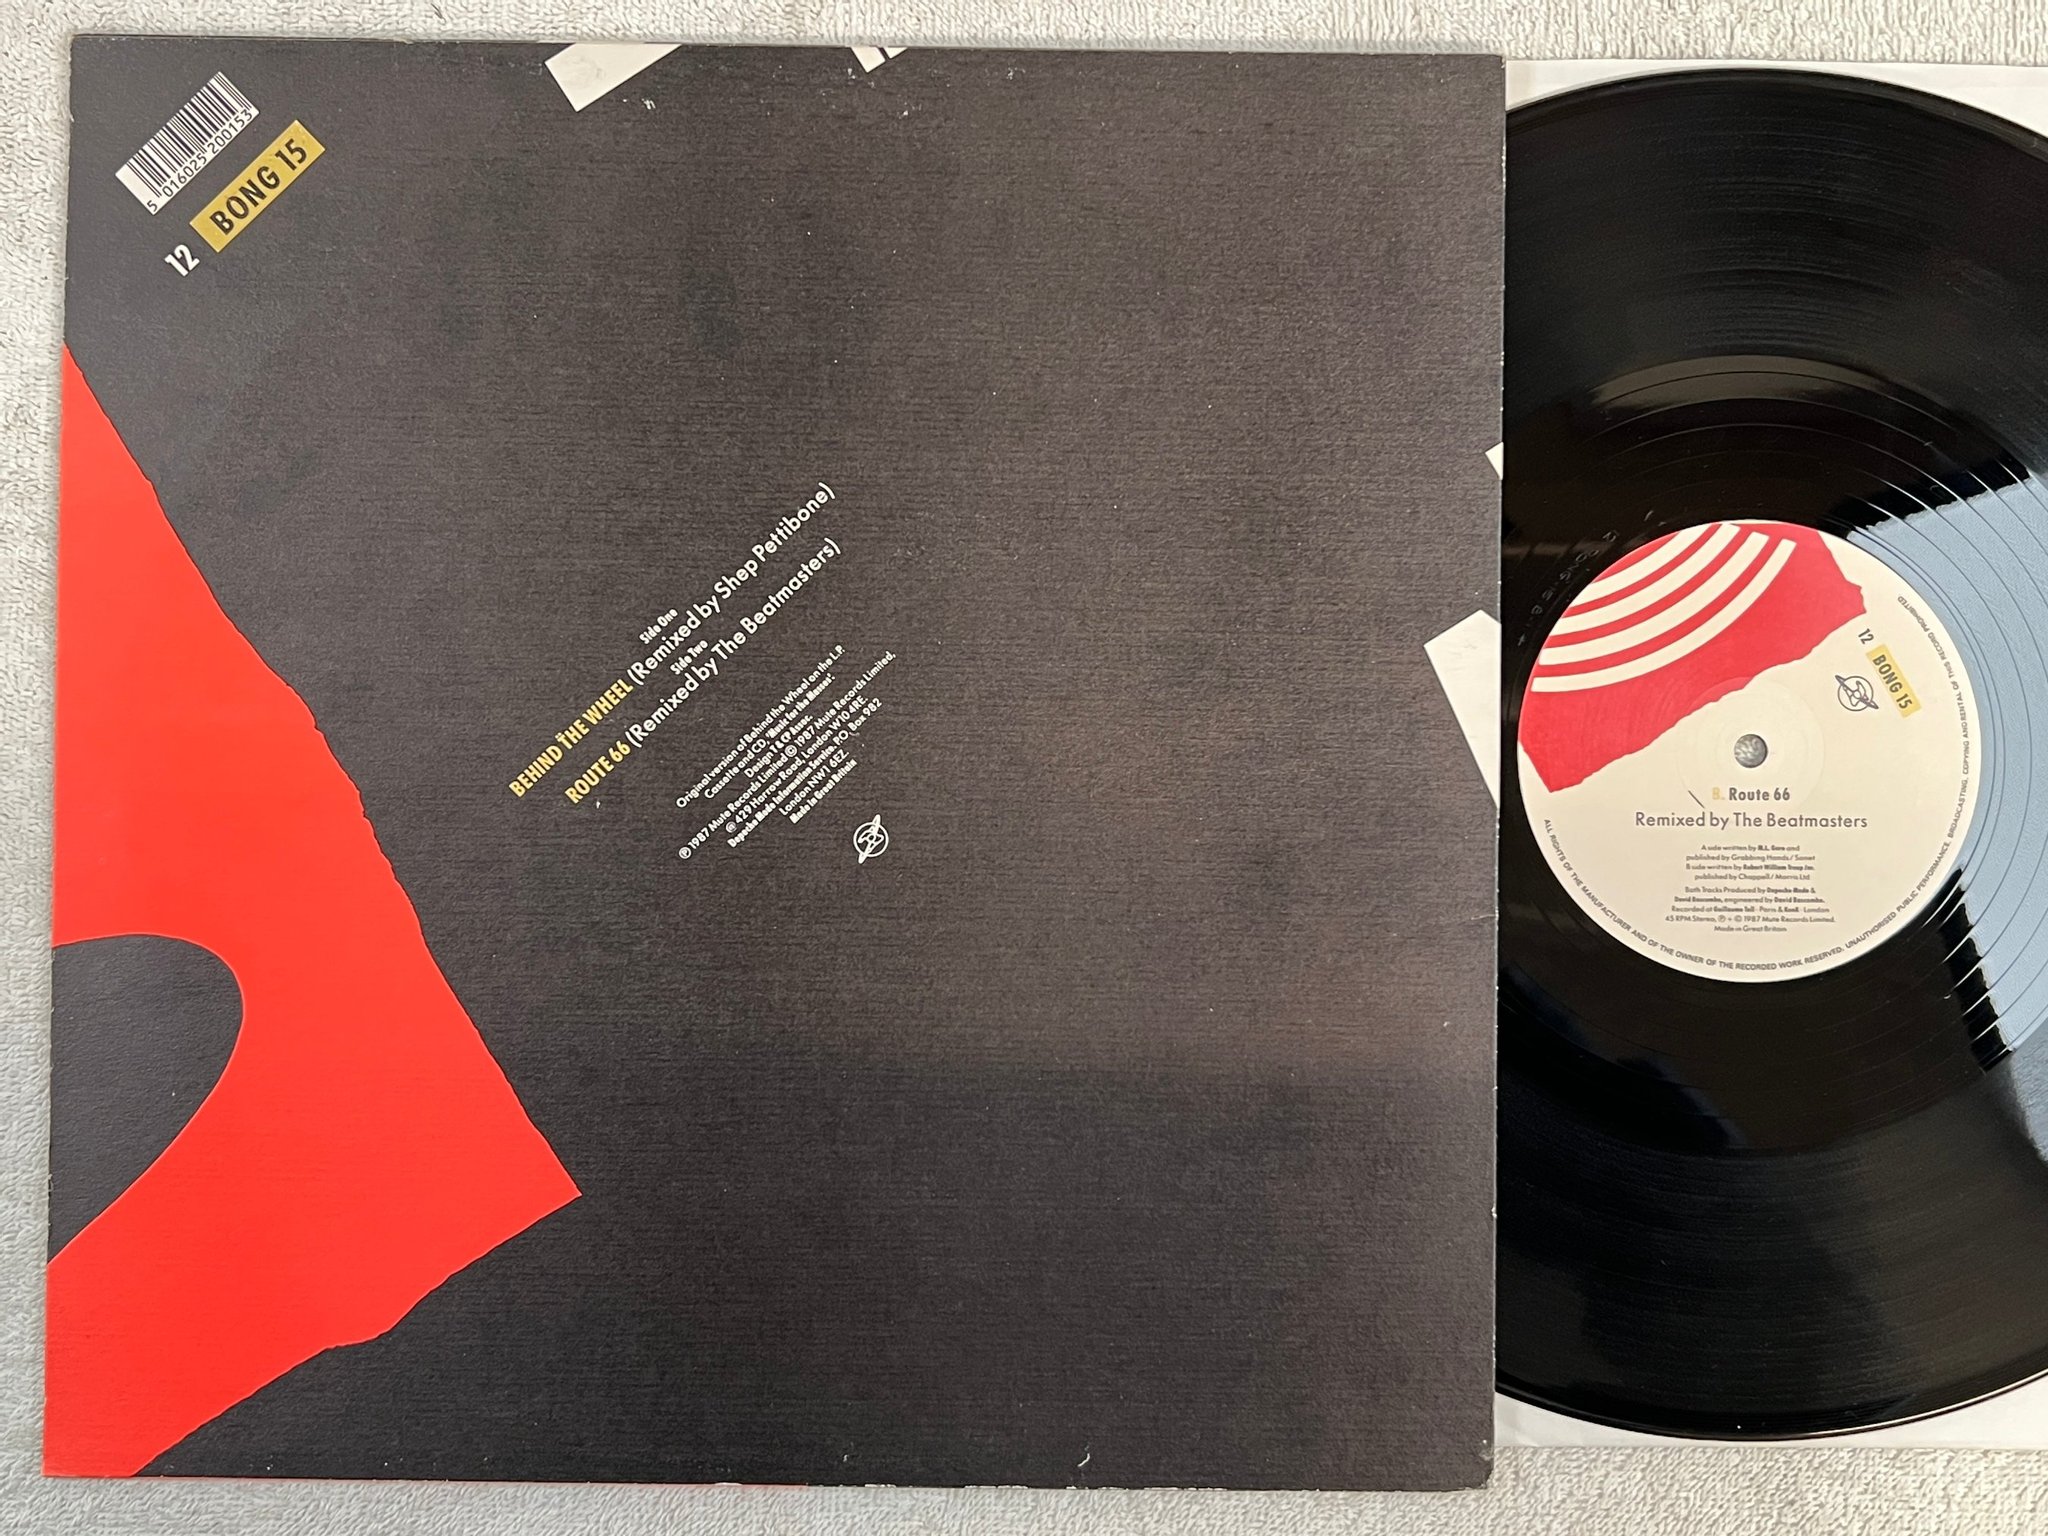 5 016025 200153
12 BONG 15
Side One
BEHIND THE WHEEL (Remixed by Shep Pettibone)
Side Two
ROUTE 66 (Remixed by The Beatmasters)
Original version of Behind the Wheel on the L.P.
Cassette and CD, 'Music for the Masses'.
Design T & CP Assoc.
℗ 1987 Mute Records Limited © 1987 Mute Records Limited,
@ 429 Harrow Road, London W10 4RE
Depeche Mode Information Service. P.O. Box 982
London NW1 6EZ
Made in Great Britain
12 BONG 15
B. Route 66
Remixed by The Beatmasters
A side written by M.L. Gore and
published by Grabbing Hands / Sonet
B side written by Robert William Troup Jnr.
published by Chappell / Morris Ltd
Both Tracks Produced by Depeche Mode &
David Bascombe, engineered by David Bascombe.
Recorded at Guillaume Tell - Paris & Konk - London
45 RPM Stereo, ℗ + © 1987 Mute Records Limited.
Made in Great Britain
ALL RIGHTS OF THE MANUFACTURER AND OF THE OWNER OF THE RECORDED WORK RESERVED. UNAUTHORISED PUBLIC PERFORMANCE, BROADCASTING, COPYING AND RENTAL OF THIS RECORD PROHIBITED